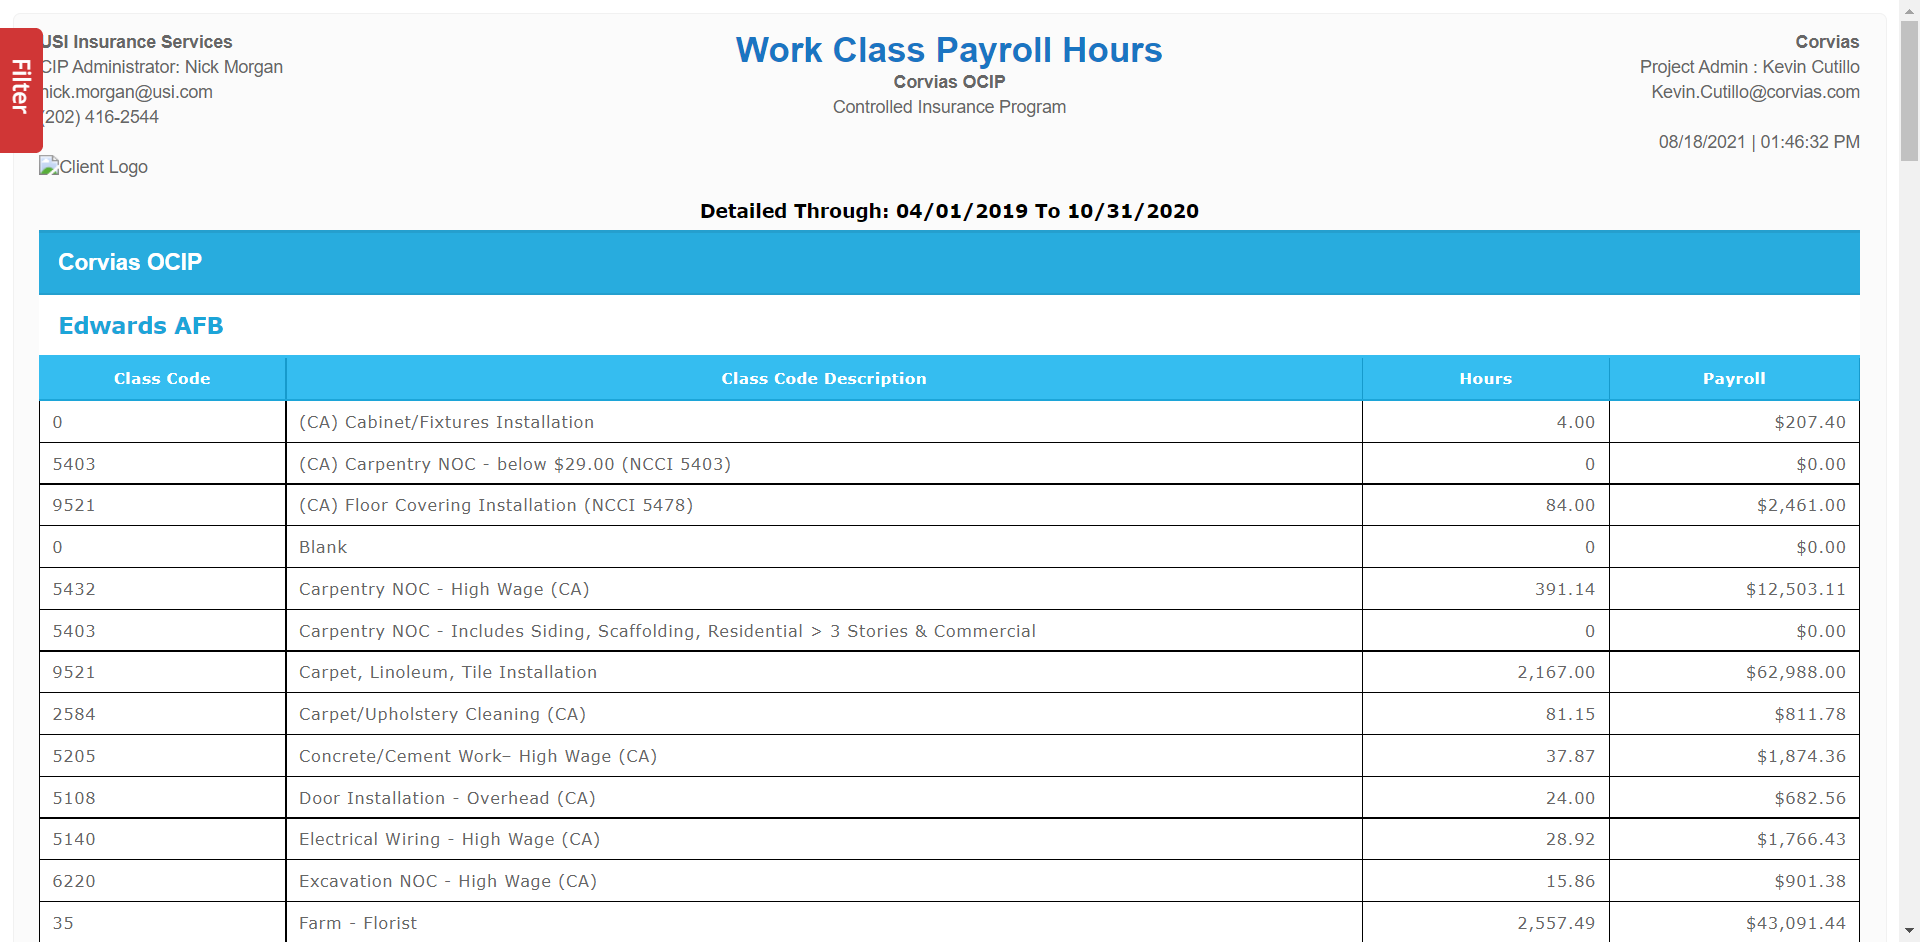 Filter
USI Insurance Services
CIP Administrator: Nick Morgan
nick.morgan@usi.com
(202) 416-2544
Client Logo
Work Class Payroll Hours
Corvias OCIP
Controlled Insurance Program
Corvias
Project Admin : Kevin Cutillo
Kevin.Cutillo@corvias.com
08/18/2021 | 01:46:32 PM
Detailed Through: 04/01/2019 To 10/31/2020
Corvias OCIP
Edwards AFB
Class Code Class Code Description Hours Payroll
0 (CA) Cabinet/Fixtures Installation 4.00 $207.40
5403 (CA) Carpentry NOC - below $29.00 (NCCI 5403) 0 $0.00
9521 (CA) Floor Covering Installation (NCCI 5478) 84.00 $2,461.00
0 Blank 0 $0.00
5432 Carpentry NOC - High Wage (CA) 391.14 $12,503.11
5403 Carpentry NOC - Includes Siding, Scaffolding, Residential > 3 Stories & Commercial 0 $0.00
9521 Carpet, Linoleum, Tile Installation 2,167.00 $62,988.00
2584 Carpet/Upholstery Cleaning (CA) 81.15 $811.78
5205 Concrete/Cement Work– High Wage (CA) 37.87 $1,874.36
5108 Door Installation - Overhead (CA) 24.00 $682.56
5140 Electrical Wiring - High Wage (CA) 28.92 $1,766.43
6220 Excavation NOC - High Wage (CA) 15.86 $901.38
35 Farm - Florist 2,557.49 $43,091.44